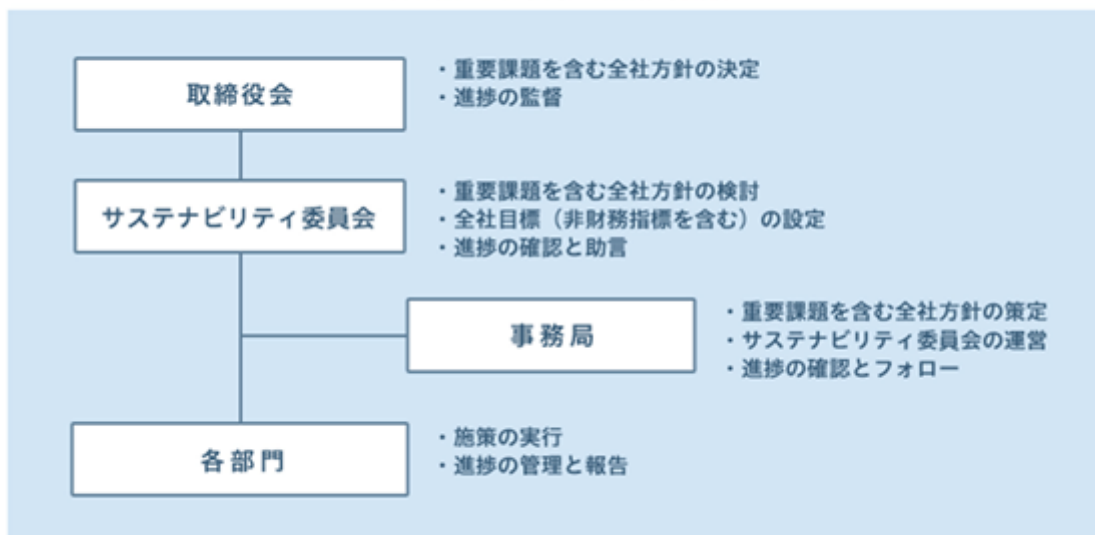 取締役会
・重要課題を含む全社方針の決定
・進捗の監督
サステナビリティ委員会
・重要課題を含む全社方針の検討
・全社目標（非財務指標を含む）の設定
・進捗の確認と助言
事務局
・重要課題を含む全社方針の策定
・サステナビリティ委員会の運営
・進捗の確認とフォロー
各部門
・施策の実行
・進捗の管理と報告